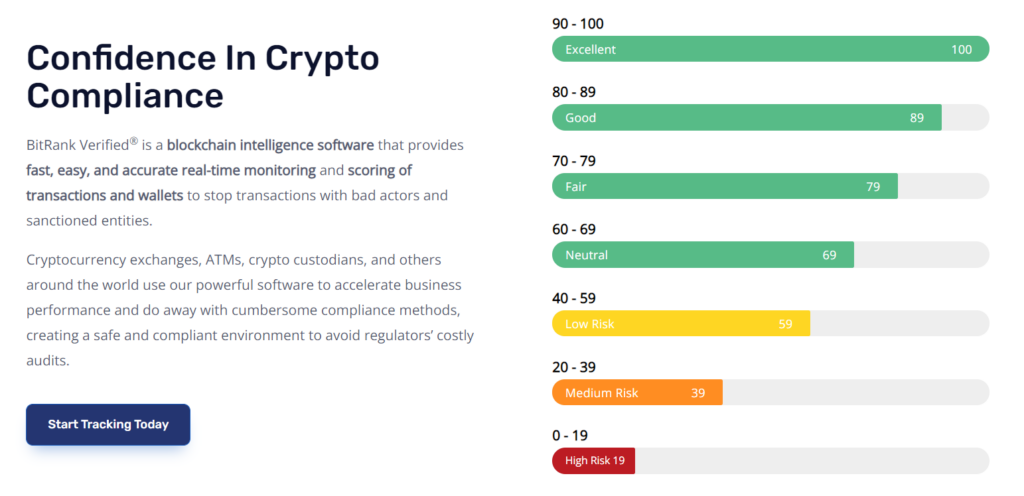 Confidence In Crypto
Compliance
BitRank Verified® is a blockchain intelligence software that provides
fast, easy, and accurate real-time monitoring and scoring of
transactions and wallets to stop transactions with bad actors and
sanctioned entities.
Cryptocurrency exchanges, ATMs, crypto custodians, and others
around the world use our powerful software to accelerate business
performance and do away with cumbersome compliance methods,
creating a safe and compliant environment to avoid regulators’ costly
audits.
Start Tracking Today
90 - 100
Excellent 100
80 - 89
Good 89
70 - 79
Fair 79
60 - 69
Neutral 69
40 - 59
Low Risk 59
20 - 39
Medium Risk 39
0 - 19
High Risk 19